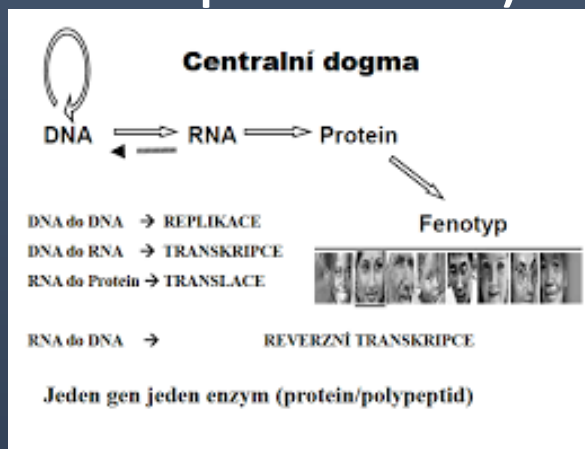 Centralní dogma
DNA RNA Protein
Fenotyp
DNA do DNA → REPLIKACE
DNA do RNA → TRANSKRIPCE
RNA do Protein → TRANSLACE
RNA do DNA → REVERZNÍ TRANSKRIPCE
Jeden gen jeden enzym (protein/polypeptid)